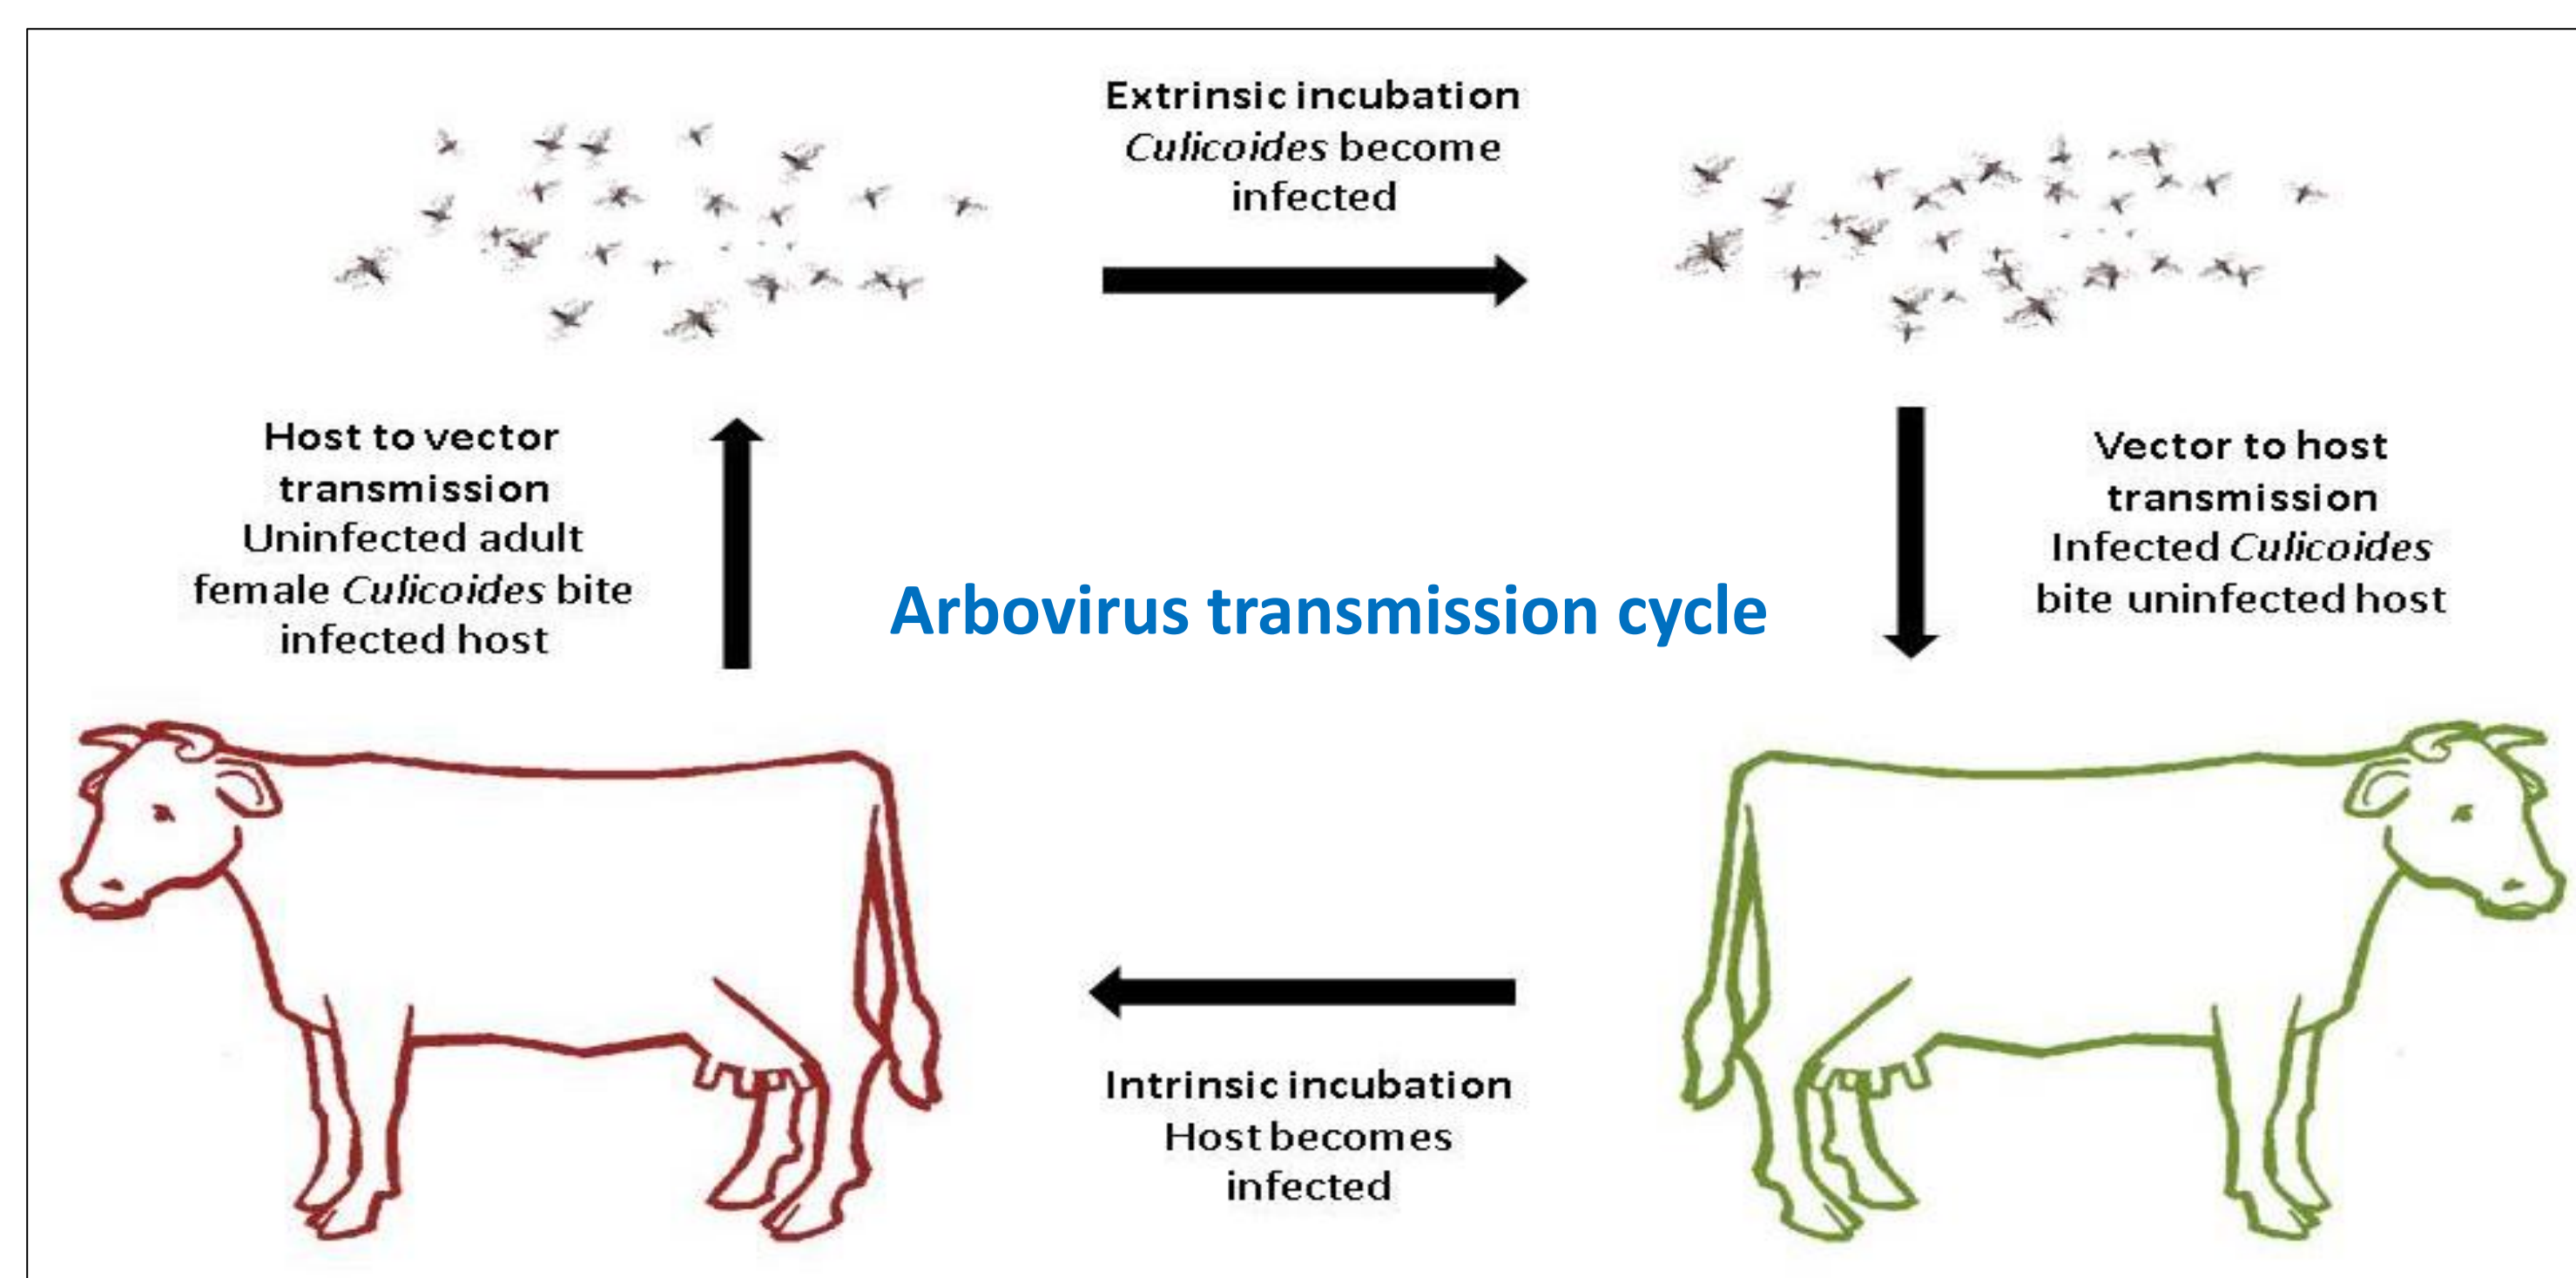 Extrinsic incubation
Culicoides become
infected
Host to vector
transmission
Uninfected adult
female Culicoides bite
infected host
Arbovirus transmission cycle
Vector to host
transmission
Infected Culicoides
bite uninfected host
Intrinsic incubation
Host becomes
infected